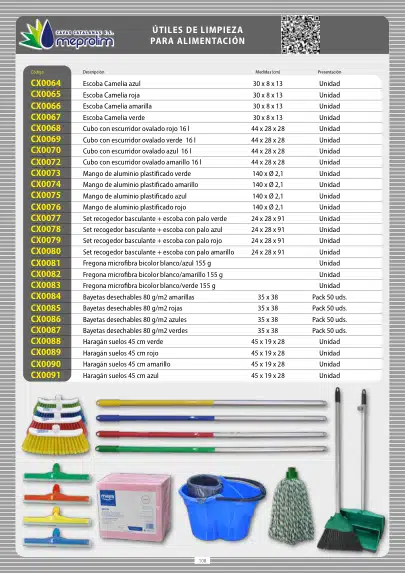 ZAFRA CATALANAS S.L.
meprolim
ÚTILES DE LIMPIEZA
PARA ALIMENTACIÓN
Código Descripción Medidas (cm) Presentación
CX0064 Escoba Camelia azul 30 x 8 x 13 Unidad
CX0065 Escoba Camelia roja 30 x 8 x 13 Unidad
CX0066 Escoba Camelia amarilla 30 x 8 x 13 Unidad
CX0067 Escoba Camelia verde 30 x 8 x 13 Unidad
CX0068 Cubo con escurridor ovalado rojo 16 l 44 x 28 x 28 Unidad
CX0069 Cubo con escurridor ovalado verde 16 l 44 x 28 x 28 Unidad
CX0070 Cubo con escurridor ovalado azul 16 l 44 x 28 x 28 Unidad
CX0072 Cubo con escurridor ovalado amarillo 16 l 44 x 28 x 28 Unidad
CX0073 Mango de aluminio plastificado verde 140 x Ø 2,1 Unidad
CX0074 Mango de aluminio plastificado amarillo 140 x Ø 2,1 Unidad
CX0075 Mango de aluminio plastificado azul 140 x Ø 2,1 Unidad
CX0076 Mango de aluminio plastificado rojo 140 x Ø 2,1 Unidad
CX0077 Set recogedor basculante + escoba con palo verde 24 x 28 x 91 Unidad
CX0078 Set recogedor basculante + escoba con palo azul 24 x 28 x 91 Unidad
CX0079 Set recogedor basculante + escoba con palo rojo 24 x 28 x 91 Unidad
CX0080 Set recogedor basculante + escoba con palo amarillo 24 x 28 x 91 Unidad
CX0081 Fregona microfibra bicolor blanco/azul 155 g Unidad
CX0082 Fregona microfibra bicolor blanco/amarillo 155 g Unidad
CX0083 Fregona microfibra bicolor blanco/verde 155 g Unidad
CX0084 Bayetas desechables 80 g/m2 amarillas 35 x 38 Pack 50 uds.
CX0085 Bayetas desechables 80 g/m2 rojas 35 x 38 Pack 50 uds.
CX0086 Bayetas desechables 80 g/m2 azules 35 x 38 Pack 50 uds.
CX0087 Bayetas desechables 80 g/m2 verdes 35 x 38 Pack 50 uds.
CX0088 Haragán suelos 45 cm verde 45 x 19 x 28 Unidad
CX0089 Haragán suelos 45 cm rojo 45 x 19 x 28 Unidad
CX0090 Haragán suelos 45 cm amarillo 45 x 19 x 28 Unidad
CX0091 Haragán suelos 45 cm azul 45 x 19 x 28 Unidad